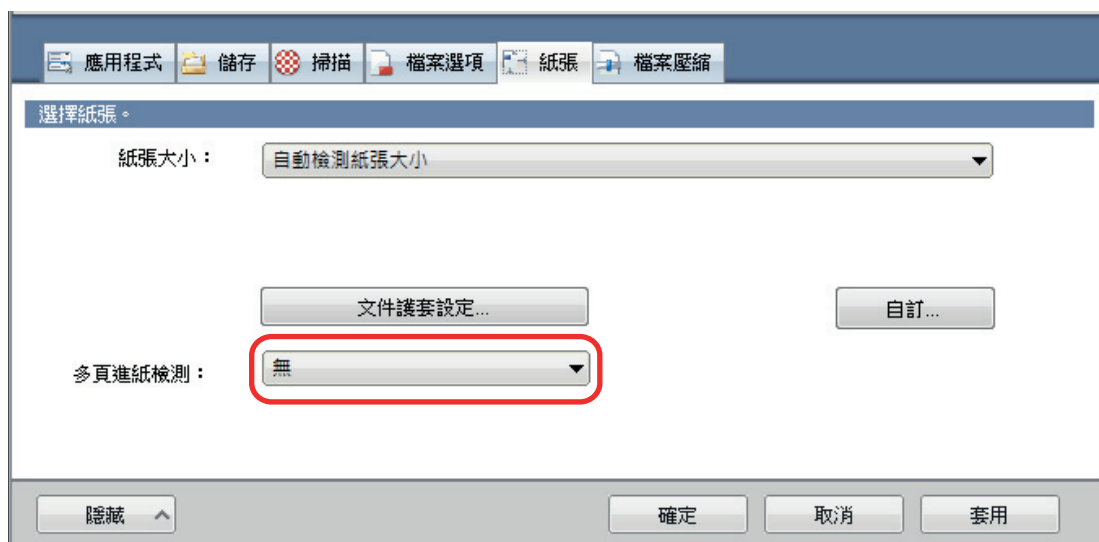 應用程式 儲存 掃描 檔案選項 紙張 檔案壓縮
選擇紙張。
紙張大小： 自動檢測紙張大小
文件護套設定... 自訂...
多頁進紙檢測： 無
隱藏 確定 取消 套用